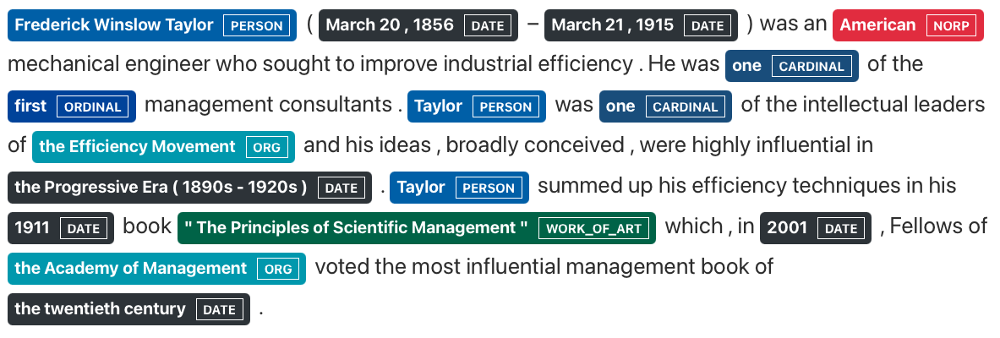 Frederick Winslow Taylor PERSON ( March 20 , 1856 DATE – March 21 , 1915 DATE ) was an American NORP
mechanical engineer who sought to improve industrial efficiency . He was one CARDINAL of the
first ORDINAL management consultants . Taylor PERSON was one CARDINAL of the intellectual leaders
of the Efficiency Movement ORG and his ideas , broadly conceived , were highly influential in
the Progressive Era ( 1890s - 1920s ) DATE . Taylor PERSON summed up his efficiency techniques in his
1911 DATE book " The Principles of Scientific Management " WORK_OF_ART which , in 2001 DATE , Fellows of
the Academy of Management ORG voted the most influential management book of
the twentieth century DATE .